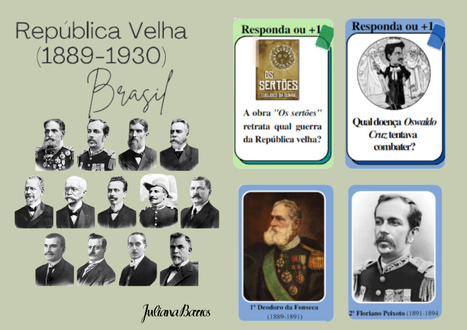 República Velha
(1889-1930)
Brasil
Juliana Barros
Responda ou +1
OS
SERTÕES
EUCLIDES DA CUNHA
A obra "Os sertões"
retrata qual guerra
da República velha?
Responda ou +1
Qual doença Oswaldo
Cruz tentava
combater?
1º Deodoro da Fonseca
(1889-1891)
2º Floriano Peixoto (1891-1894